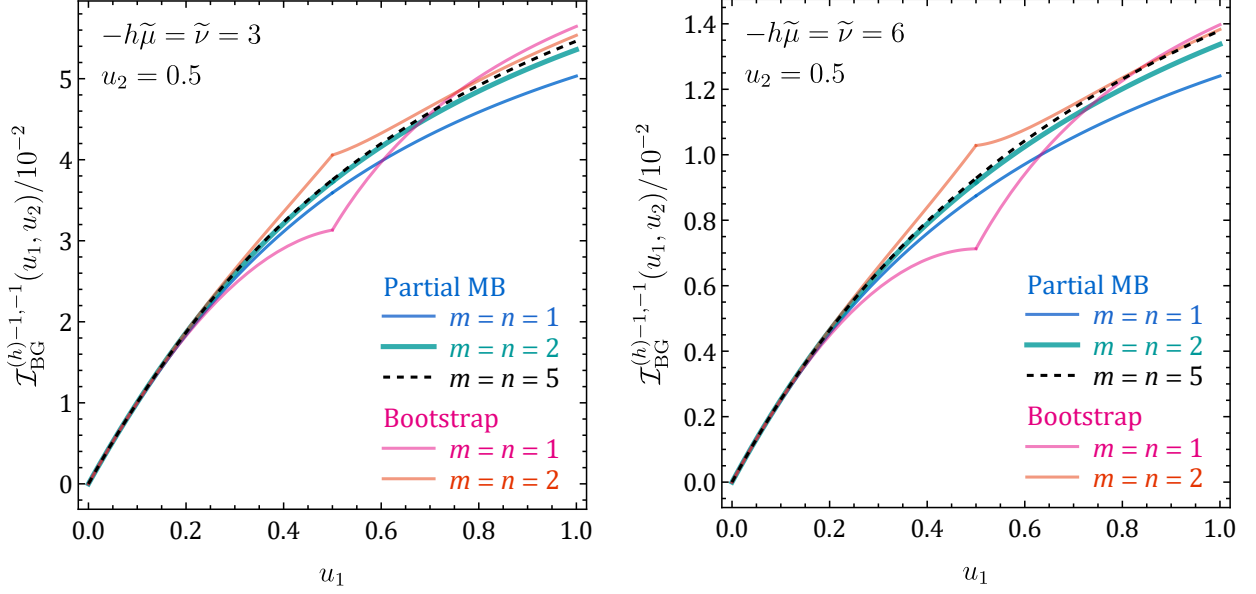 −hμ̃ = ν̃ = 3
u₂ = 0.5
5
4
3
2
1
0
0.0 0.2 0.4 0.6 0.8 1.0
u₁
I_BG^(h)−1,−1(u₁, u₂)/10⁻²
Partial MB
m = n = 1
m = n = 2
m = n = 5
Bootstrap
m = n = 1
m = n = 2
−hμ̃ = ν̃ = 6
u₂ = 0.5
1.4
1.2
1.0
0.8
0.6
0.4
0.2
0.0
0.0 0.2 0.4 0.6 0.8 1.0
u₁
I_BG^(h)−1,−1(u₁, u₂)/10⁻²
Partial MB
m = n = 1
m = n = 2
m = n = 5
Bootstrap
m = n = 1
m = n = 2